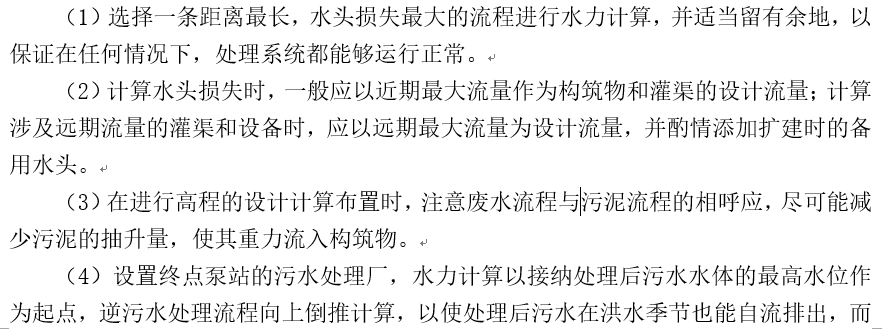 （1）选择一条距离最长，水头损失最大的流程进行水力计算，并适当留有余地，以
保证在任何情况下，处理系统都能够运行正常。
（2）计算水头损失时，一般应以近期最大流量作为构筑物和灌渠的设计流量；计算
涉及远期流量的灌渠和设备时，应以远期最大流量为设计流量，并酌情添加扩建时的备
用水头。
（3）在进行高程的设计计算布置时，注意废水流程与污泥流程的相呼应，尽可能减
少污泥的抽升量，使其重力流入构筑物。
（4）设置终点泵站的污水处理厂，水力计算以接纳处理后污水水体的最高水位作
为起点，逆污水处理流程向上倒推计算，以使处理后污水在洪水季节也能自流排出，而